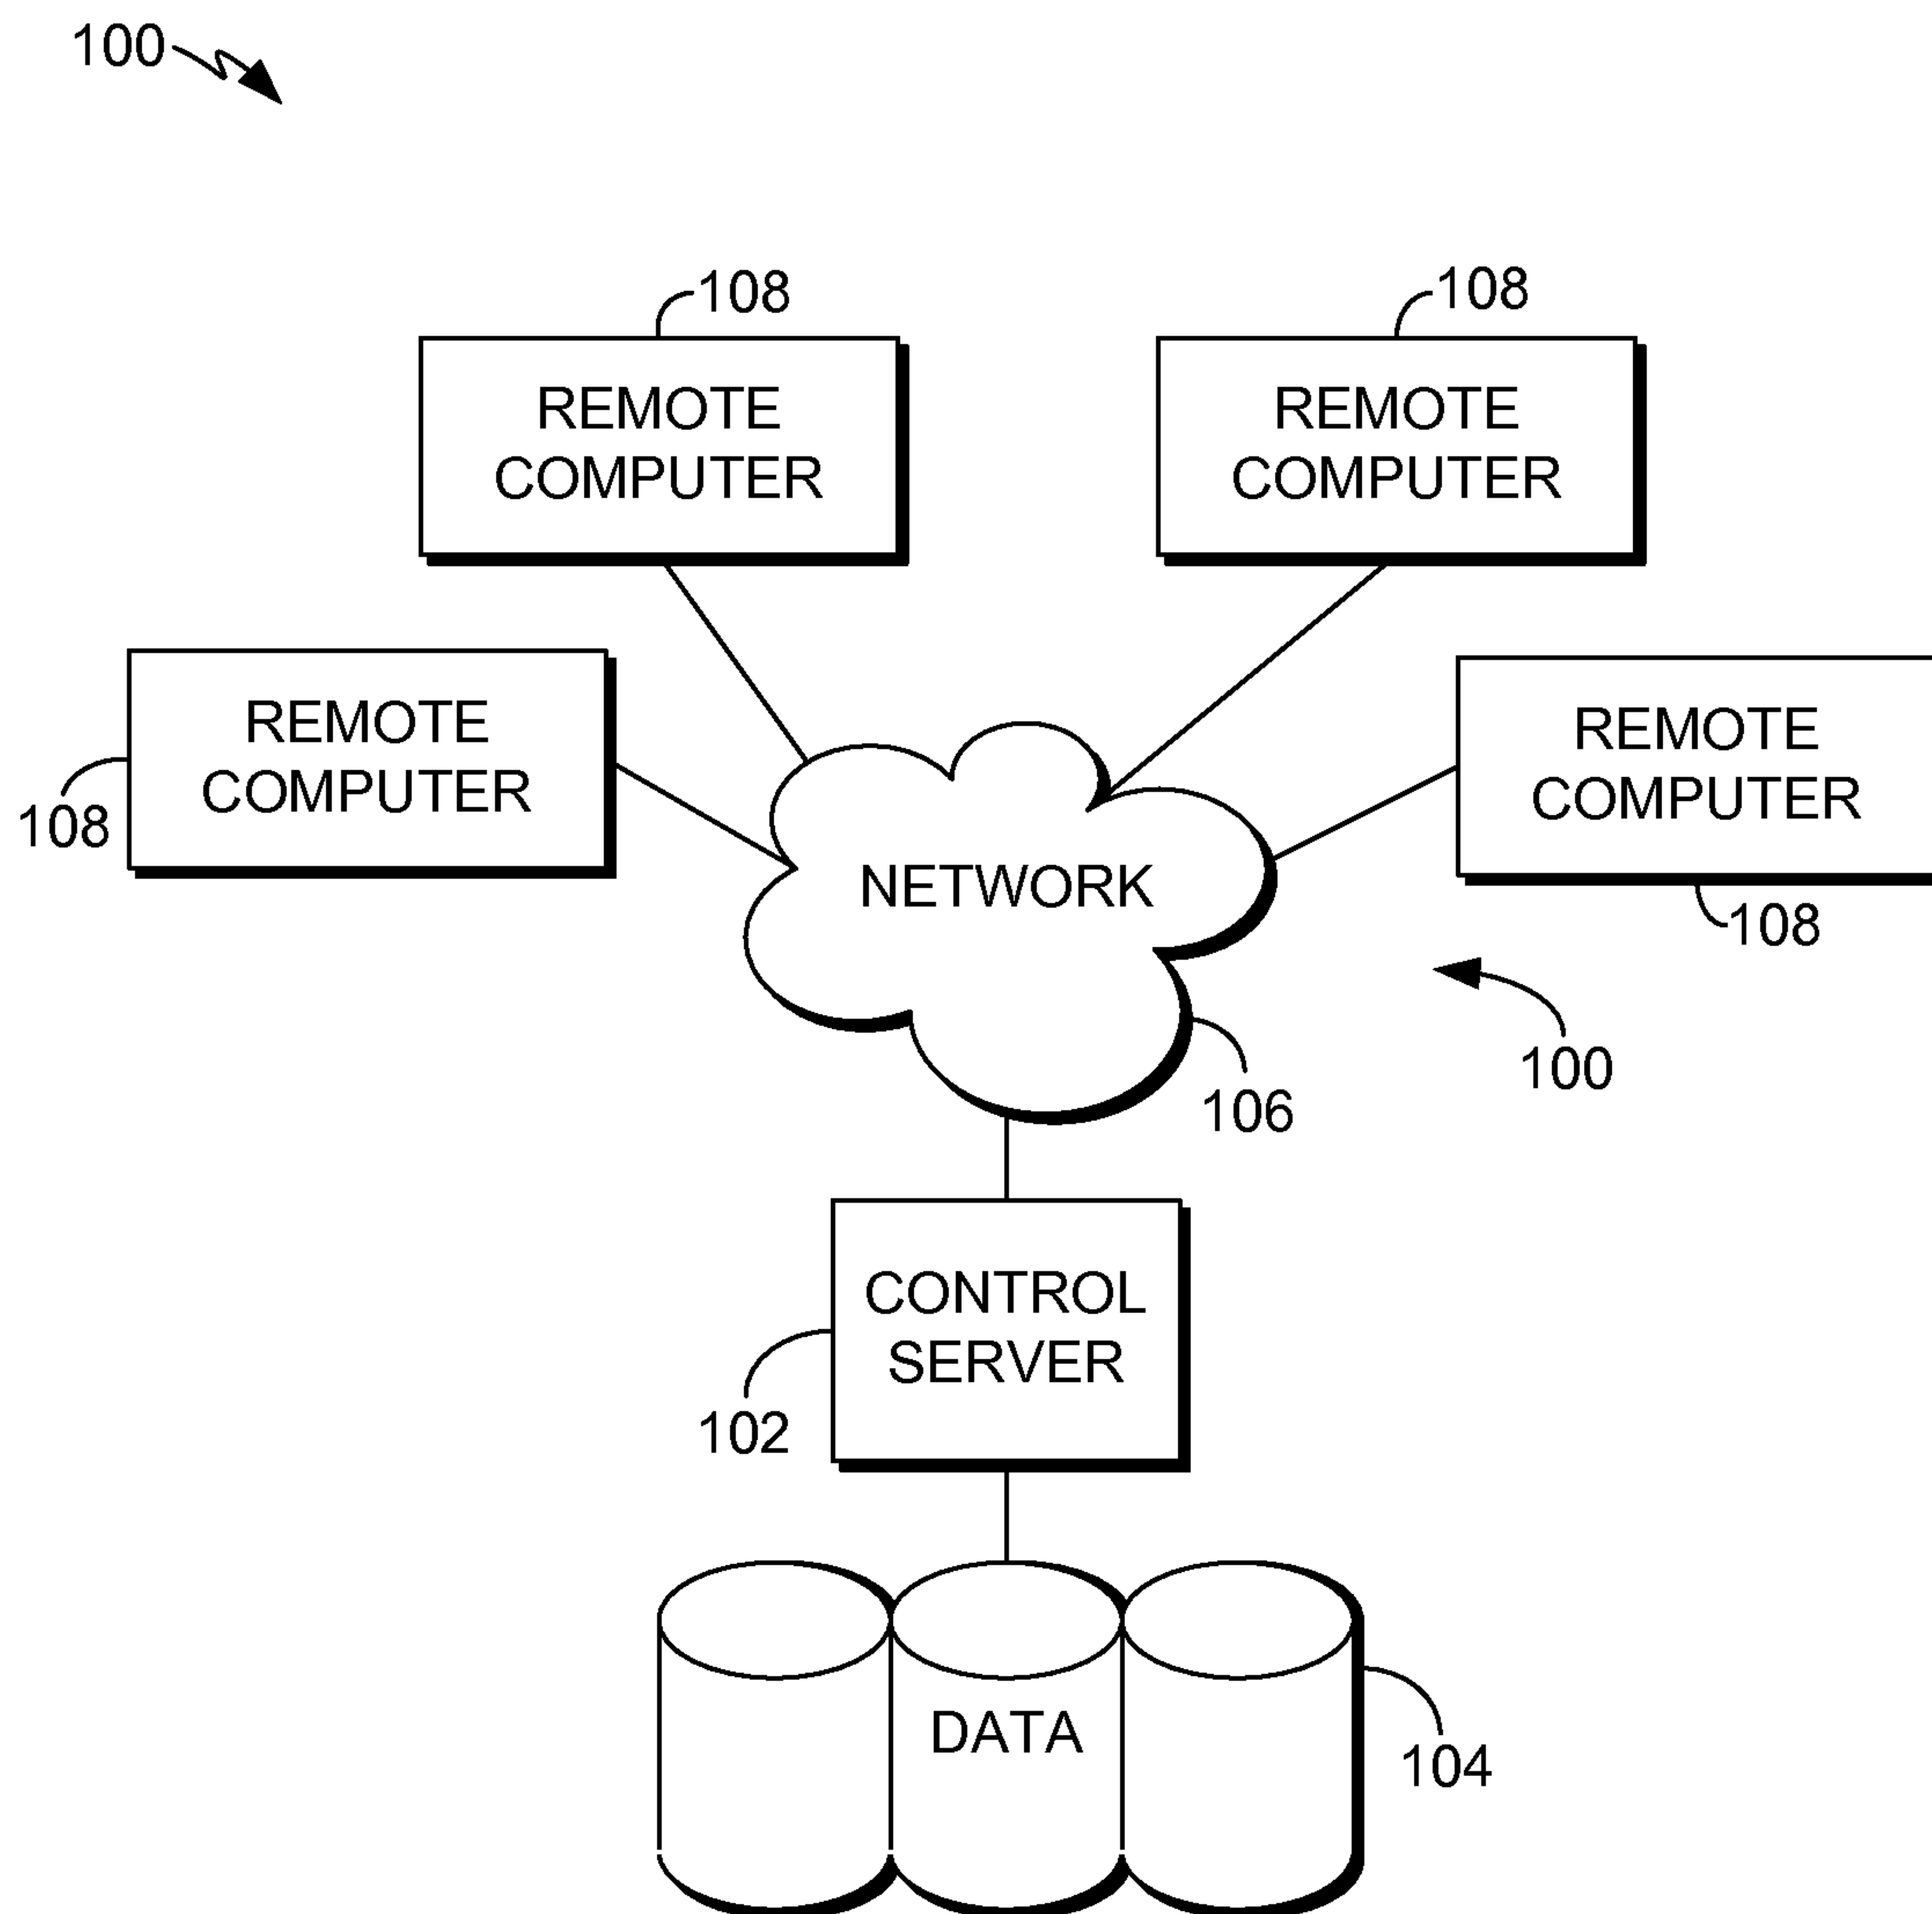 100
108
108
REMOTE
COMPUTER
REMOTE
COMPUTER
REMOTE
COMPUTER
108
REMOTE
COMPUTER
108
NETWORK
100
106
CONTROL
SERVER
102
DATA
104